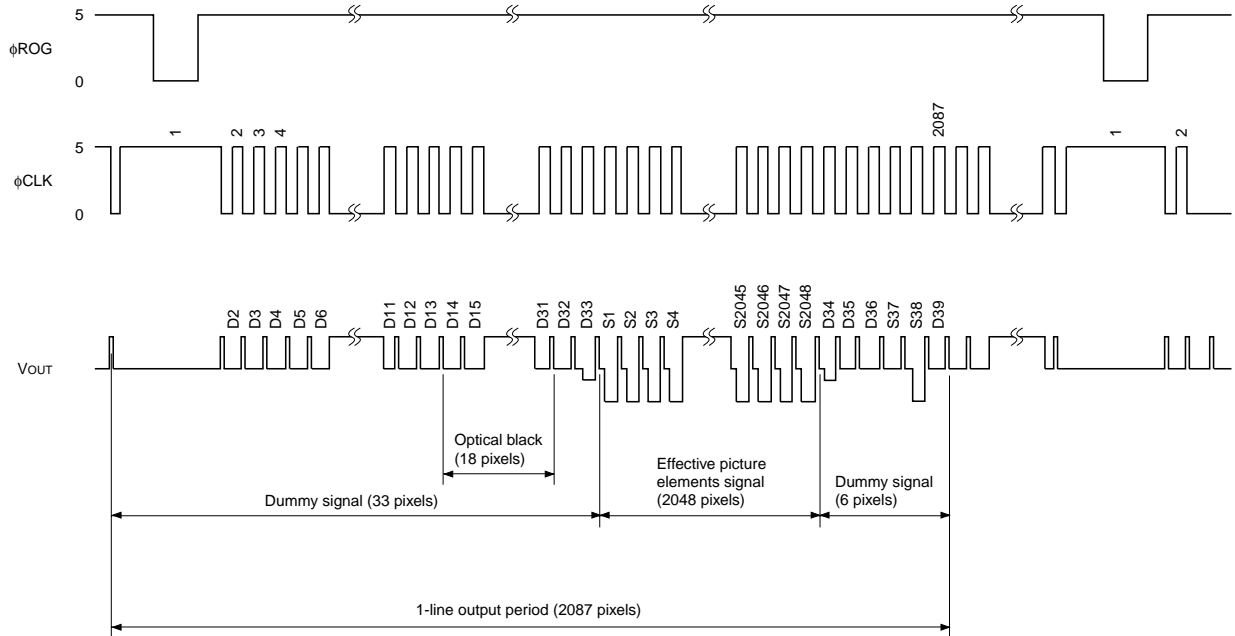 5
φROG
0
1
2
3
4
2087
1
2
5
φCLK
0
D2
D3
D4
D5
D6
D11
D12
D13
D14
D15
D31
D32
D33
S1
S2
S3
S4
S2045
S2046
S2047
S2048
D34
D35
D36
S37
S38
D39
VOUT
Optical black
(18 pixels)
Effective picture
elements signal
(2048 pixels)
Dummy signal
(6 pixels)
Dummy signal (33 pixels)
1-line output period (2087 pixels)